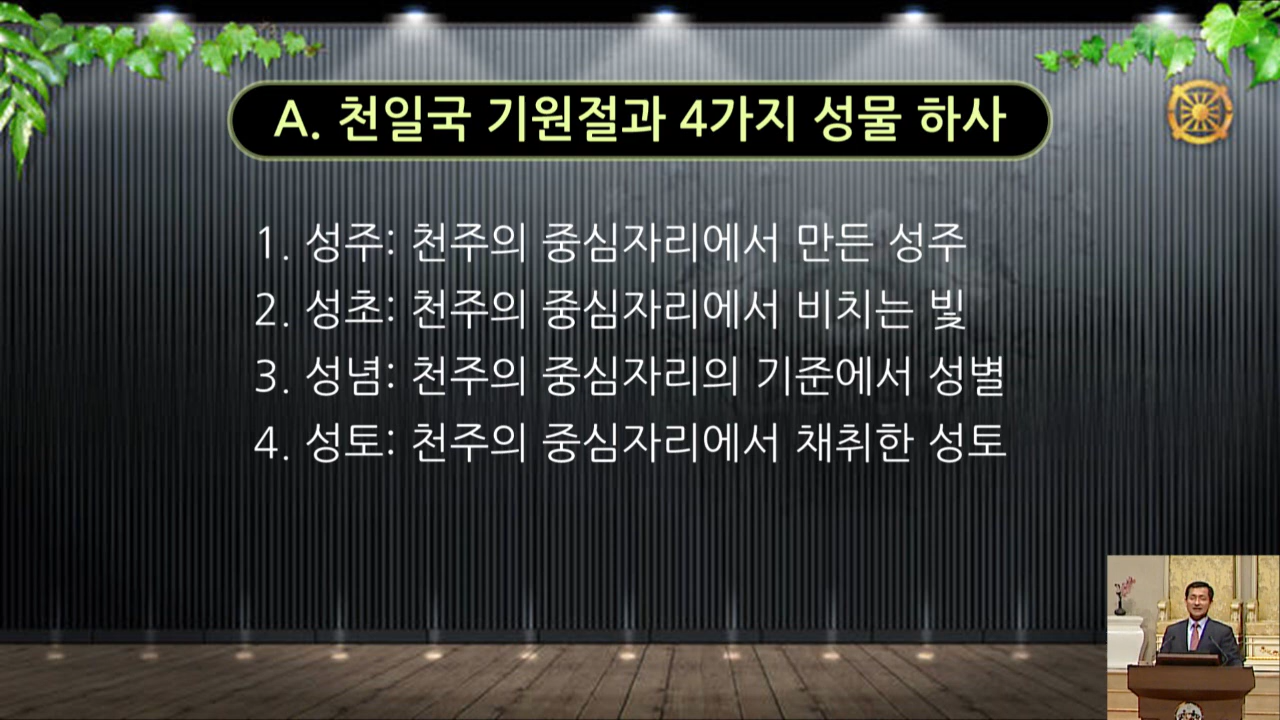 A. 천일국 기원절과 4가지 성물 하사
1. 성주: 천주의 중심자리에서 만든 성주
2. 성초: 천주의 중심자리에서 비치는 빛
3. 성념: 천주의 중심자리의 기준에서 성별
4. 성토: 천주의 중심자리에서 채취한 성토